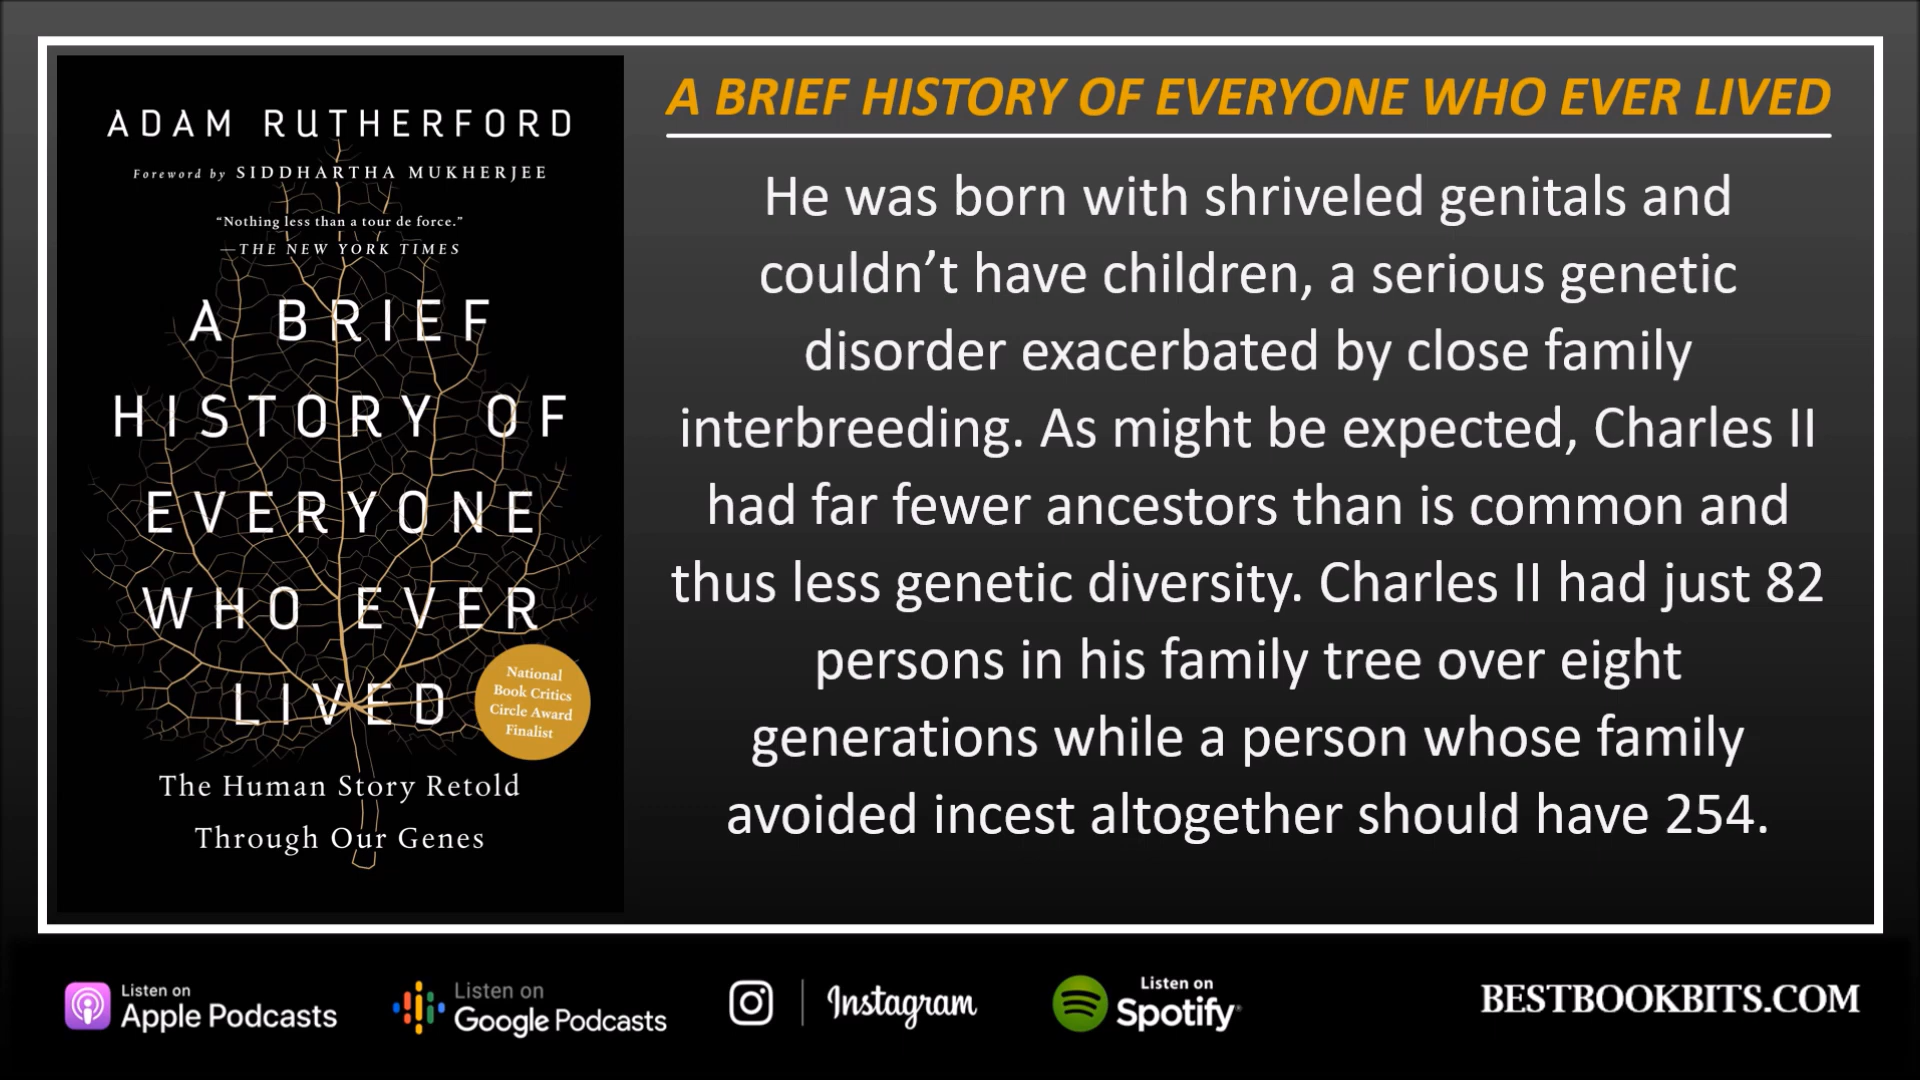 ADAM RUTHERFORD
Foreword by SIDDHARTHA MUKHERJEE
“Nothing less than a tour de force.”
—THE NEW YORK TIMES
A BRIEF
HISTORY OF
EVERYONE
WHO EVER
LIVED
National
Book Critics
Circle Award
Finalist
The Human Story Retold
Through Our Genes
A BRIEF HISTORY OF EVERYONE WHO EVER LIVED
He was born with shriveled genitals and
couldn’t have children, a serious genetic
disorder exacerbated by close family
interbreeding. As might be expected, Charles II
had far fewer ancestors than is common and
thus less genetic diversity. Charles II had just 82
persons in his family tree over eight
generations while a person whose family
avoided incest altogether should have 254.
Listen on
Apple Podcasts
Listen on
Google Podcasts
Instagram
Listen on
Spotify
BESTBOOKBITS.COM